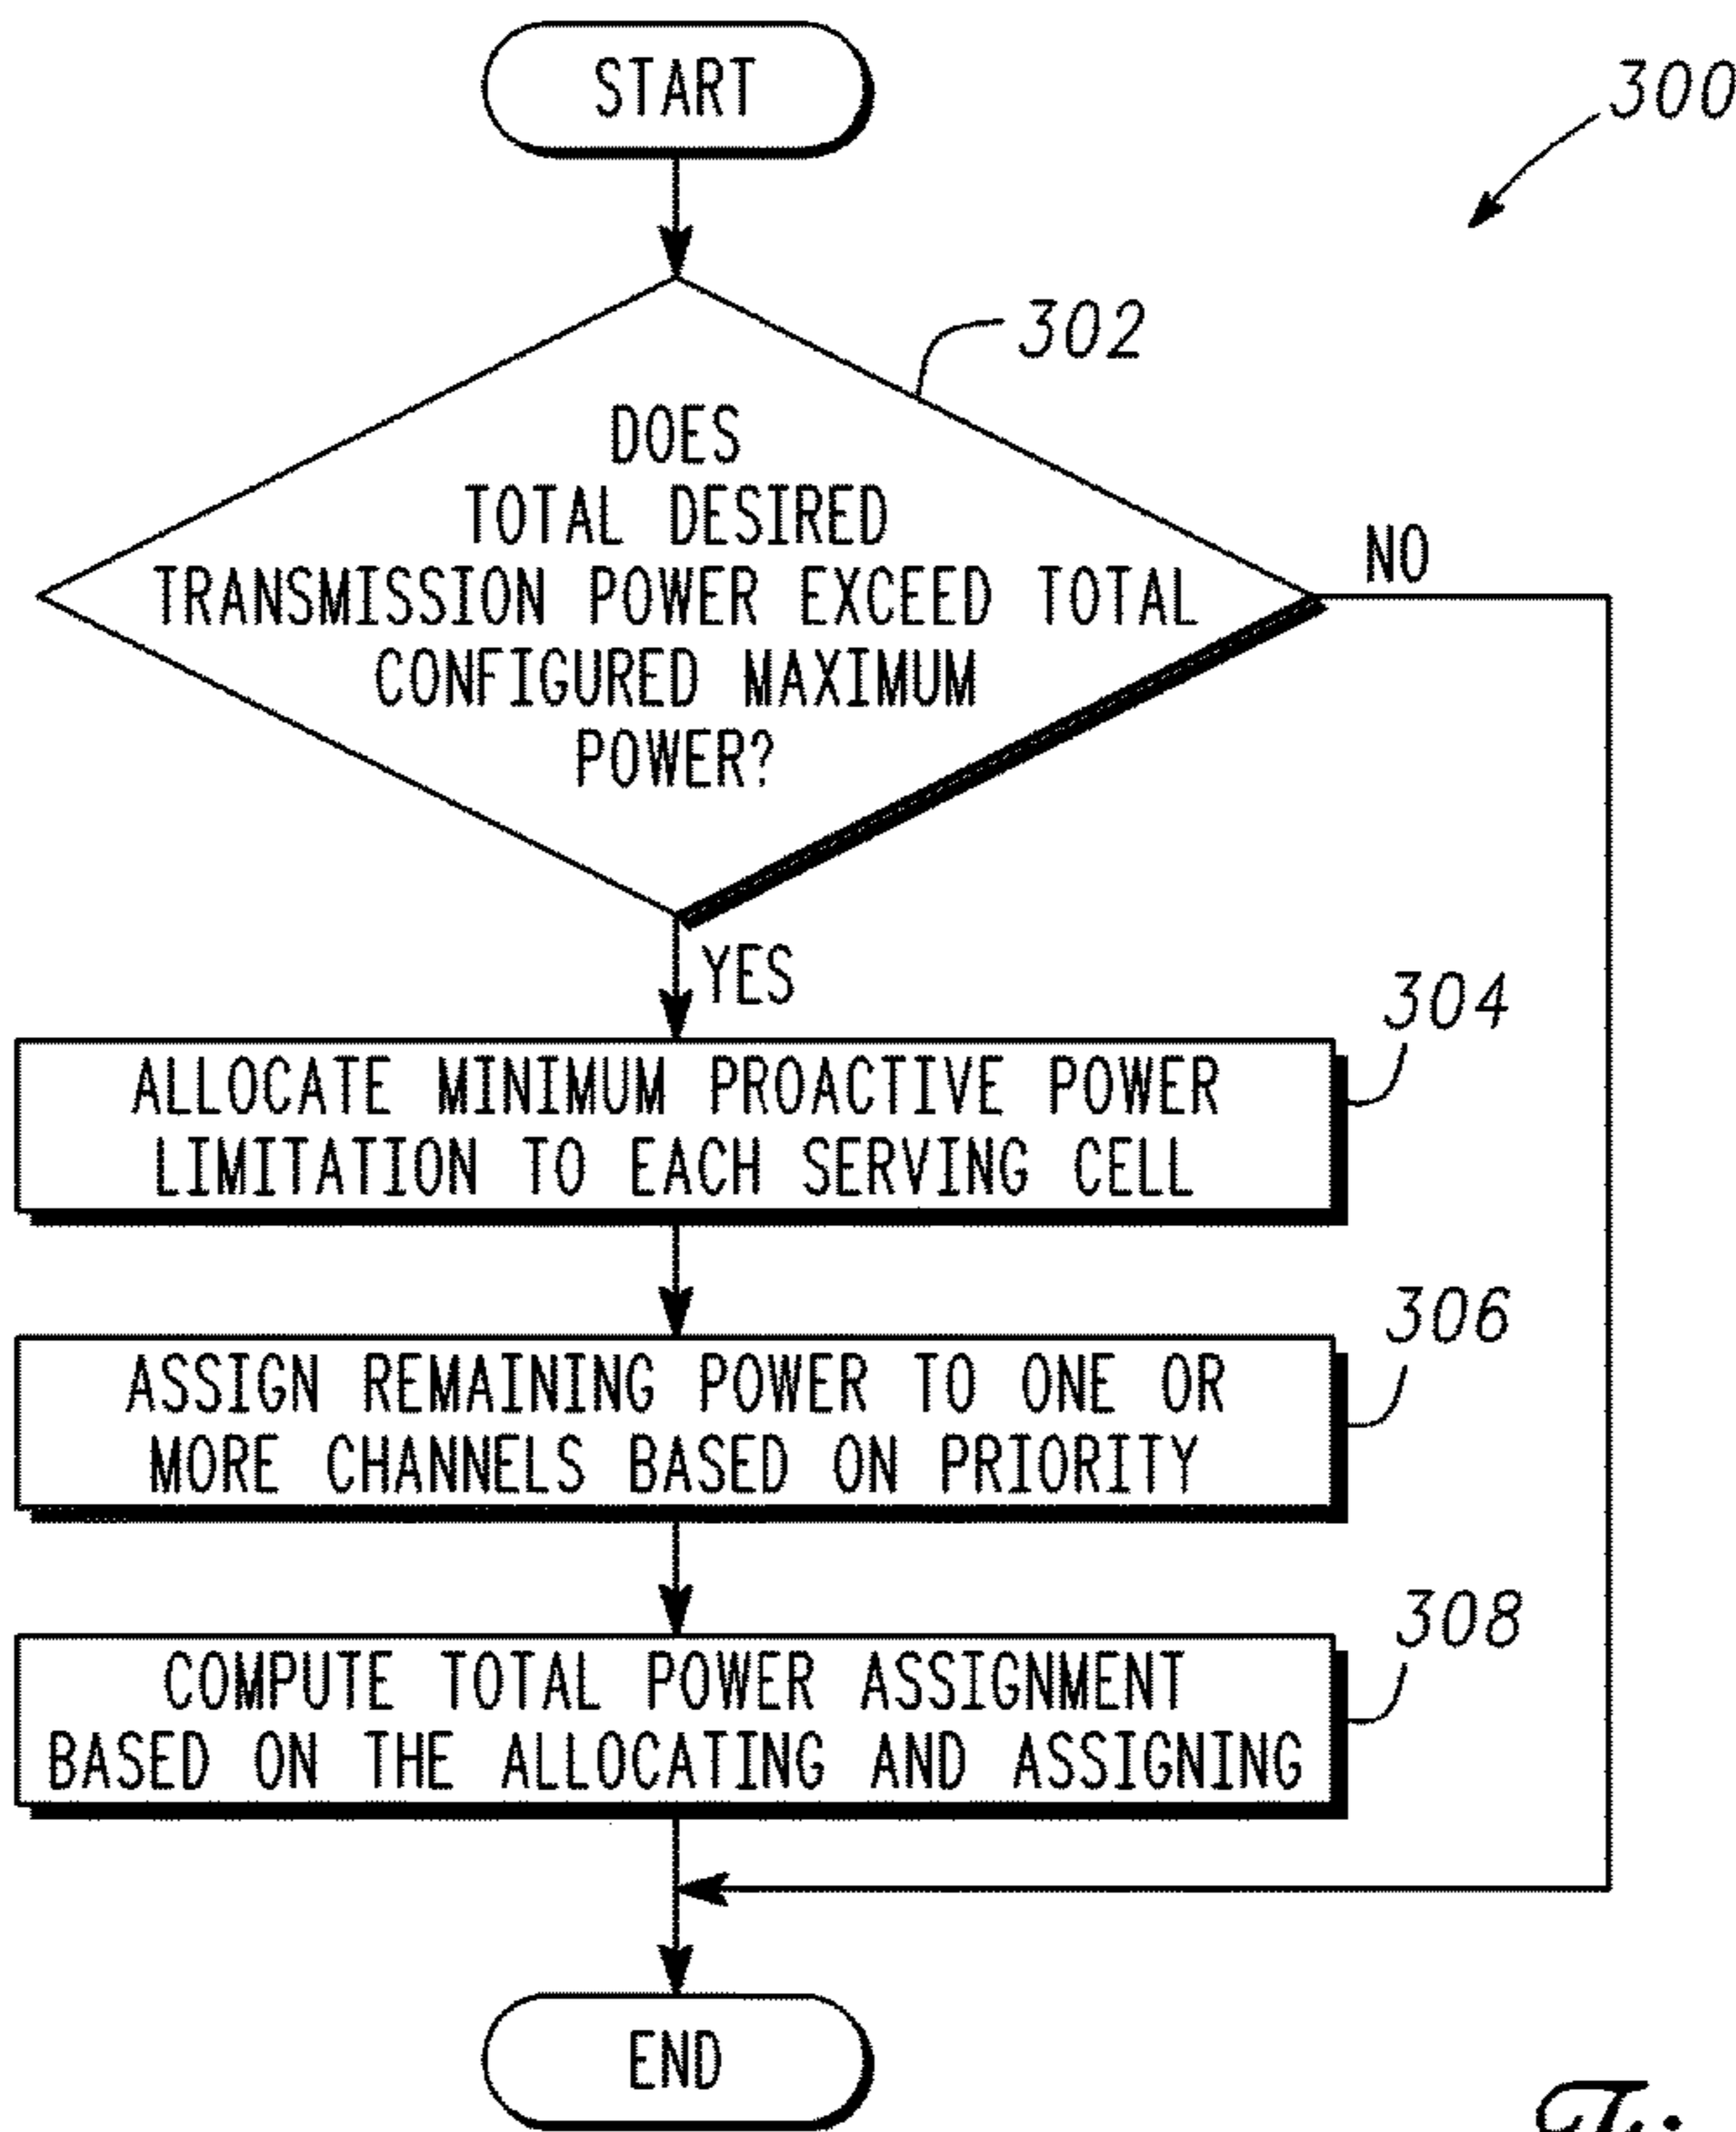 START
300
302
DOES
TOTAL DESIRED
TRANSMISSION POWER EXCEED TOTAL
CONFIGURED MAXIMUM
POWER?
NO
YES
304
ALLOCATE MINIMUM PROACTIVE POWER
LIMITATION TO EACH SERVING CELL
306
ASSIGN REMAINING POWER TO ONE OR
MORE CHANNELS BASED ON PRIORITY
308
COMPUTE TOTAL POWER ASSIGNMENT
BASED ON THE ALLOCATING AND ASSIGNING
END